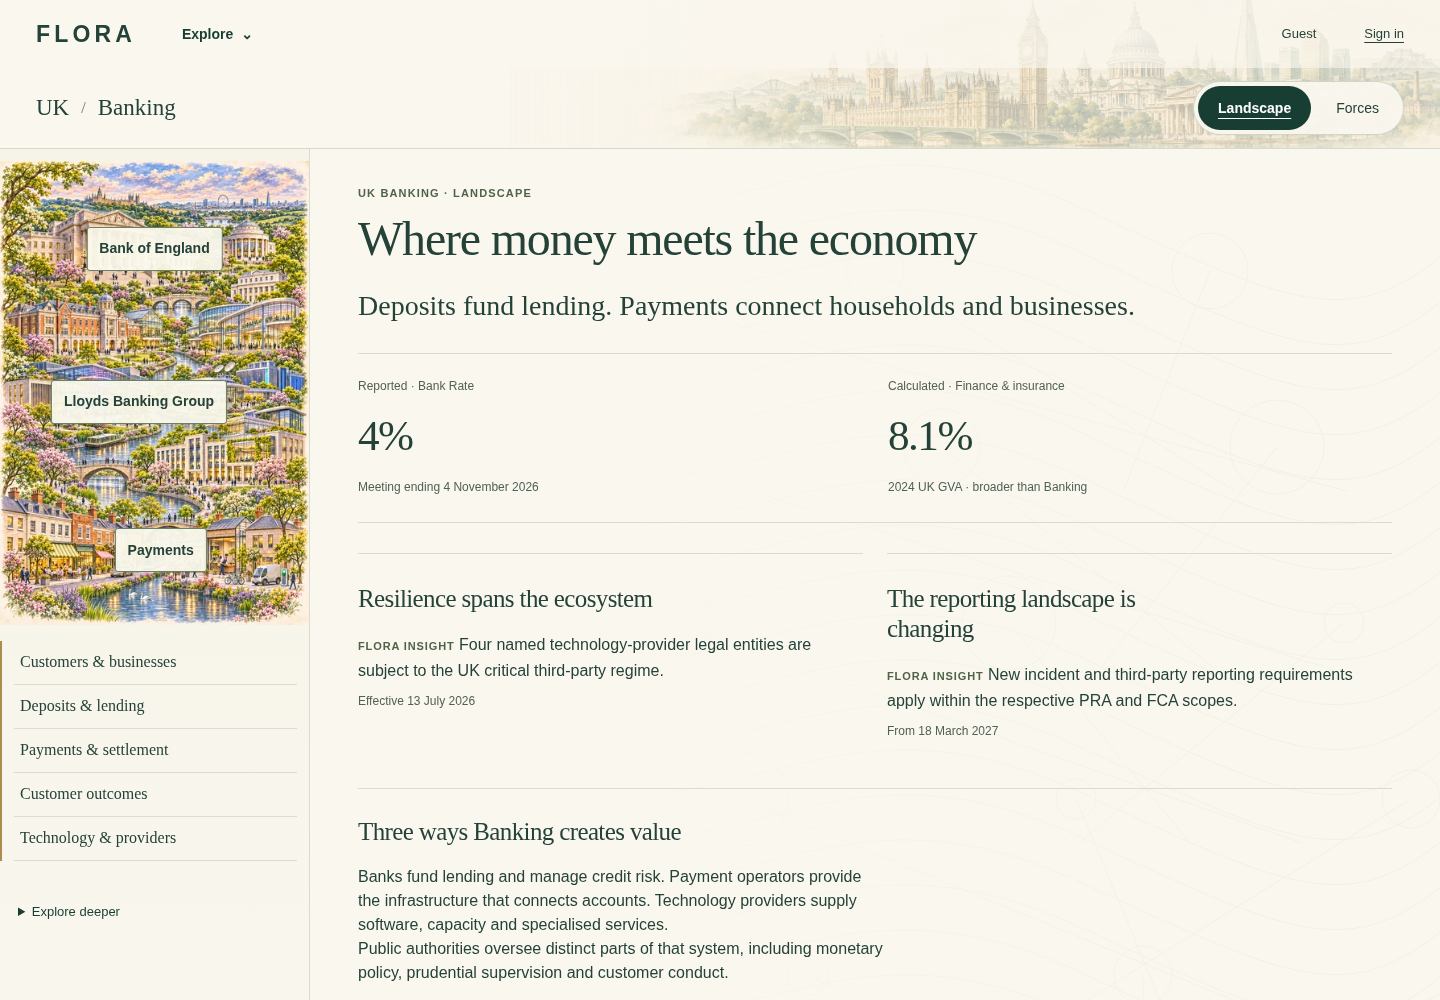 FLORA
Explore
Guest
Sign in
UK / Banking
Landscape
Forces
Bank of England
Lloyds Banking Group
Payments
Customers & businesses
Deposits & lending
Payments & settlement
Customer outcomes
Technology & providers
Explore deeper
UK BANKING · LANDSCAPE
Where money meets the economy
Deposits fund lending. Payments connect households and businesses.
Reported · Bank Rate
4%
Meeting ending 4 November 2026
Calculated · Finance & insurance
8.1%
2024 UK GVA · broader than Banking
Resilience spans the ecosystem
FLORA INSIGHT Four named technology-provider legal entities are
subject to the UK critical third-party regime.
Effective 13 July 2026
The reporting landscape is
changing
FLORA INSIGHT New incident and third-party reporting requirements
apply within the respective PRA and FCA scopes.
From 18 March 2027
Three ways Banking creates value
Banks fund lending and manage credit risk. Payment operators provide
the infrastructure that connects accounts. Technology providers supply
software, capacity and specialised services.
Public authorities oversee distinct parts of that system, including monetary
policy, prudential supervision and customer conduct.